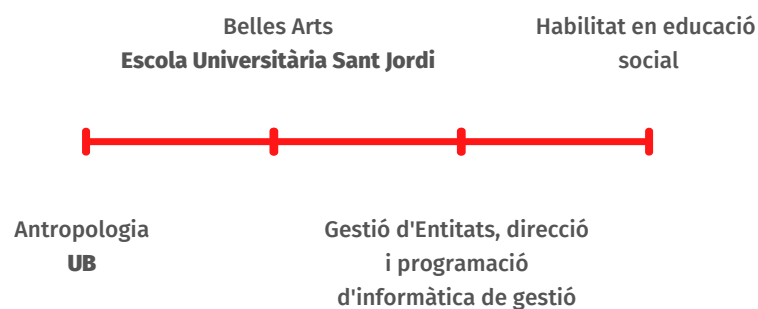 Belles Arts
Escola Universitària Sant Jordi
Habilitat en educació
social
Antropologia
UB
Gestió d'Entitats, direcció
i programació
d'informàtica de gestió